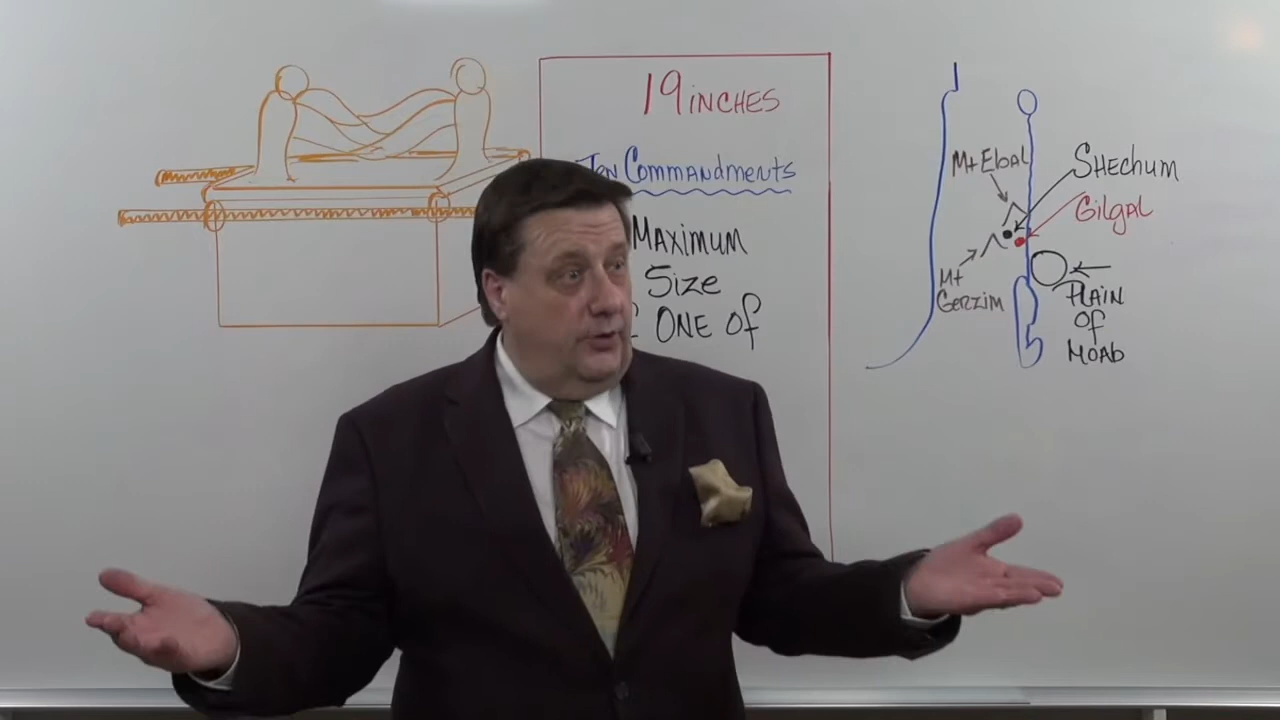 19 INCHES
Ten Commandments
Maximum
Size
ONE of
Mt Ebal
SHechum
Gilgal
Mt
Gerzim
PLAIN
OF
MOAb